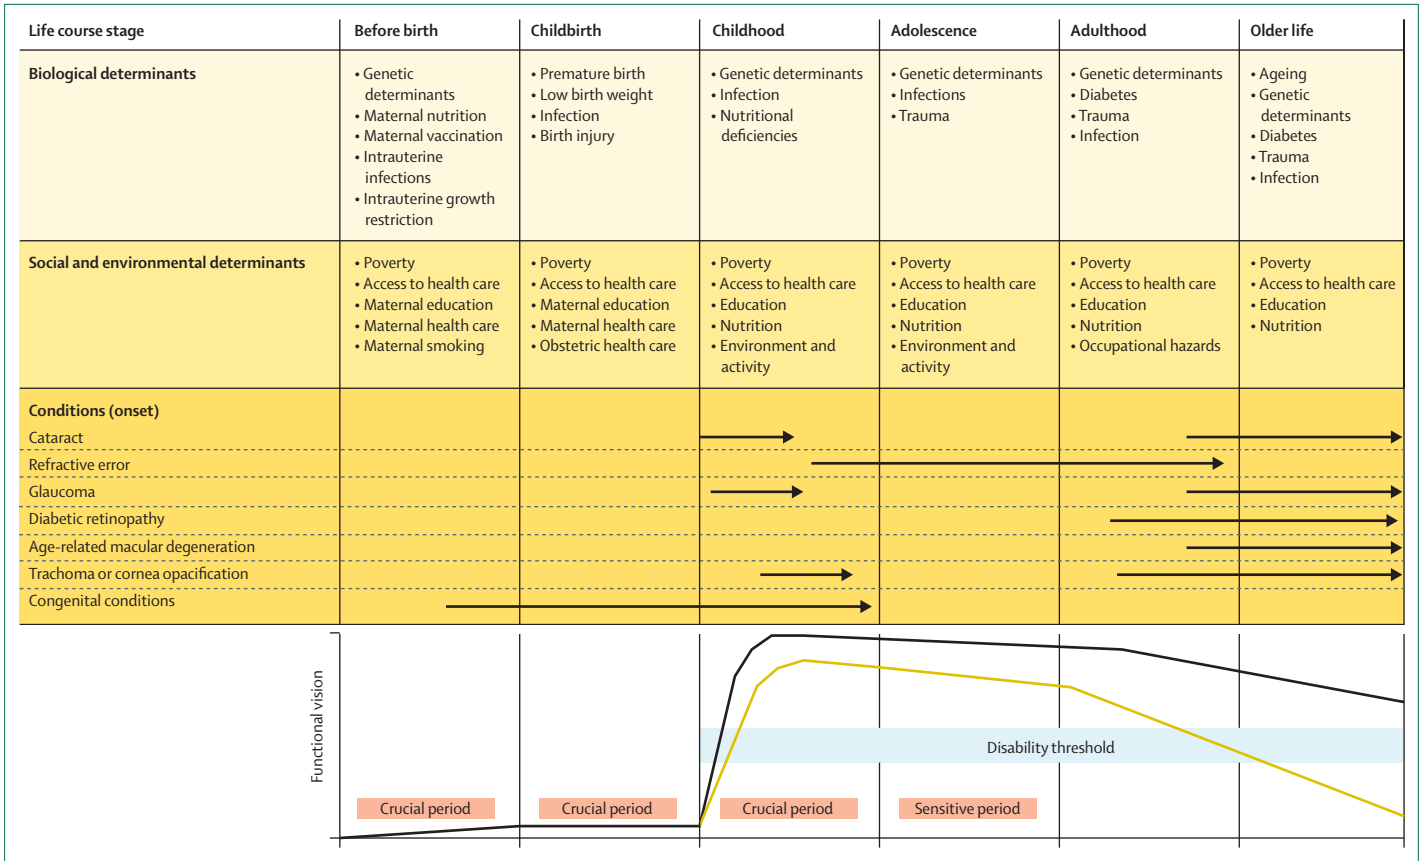 Life course stage
Before birth
Childbirth
Childhood
Adolescence
Adulthood
Older life
Biological determinants
• Genetic
determinants
• Maternal nutrition
• Maternal vaccination
• Intrauterine
infections
• Intrauterine growth
restriction
• Premature birth
• Low birth weight
• Infection
• Birth injury
• Genetic determinants
• Infection
• Nutritional
deficiencies
• Genetic determinants
• Infections
• Trauma
• Genetic determinants
• Diabetes
• Trauma
• Infection
• Ageing
• Genetic
determinants
• Diabetes
• Trauma
• Infection
Social and environmental determinants
• Poverty
• Access to health care
• Maternal education
• Maternal health care
• Maternal smoking
• Poverty
• Access to health care
• Maternal education
• Maternal health care
• Obstetric health care
• Poverty
• Access to health care
• Education
• Nutrition
• Environment and
activity
• Poverty
• Access to health care
• Education
• Nutrition
• Environment and
activity
• Poverty
• Access to health care
• Education
• Nutrition
• Occupational hazards
• Poverty
• Access to health care
• Education
• Nutrition
Conditions (onset)
Cataract
Refractive error
Glaucoma
Diabetic retinopathy
Age-related macular degeneration
Trachoma or cornea opacification
Congenital conditions
Functional vision
Disability threshold
Crucial period
Crucial period
Crucial period
Sensitive period